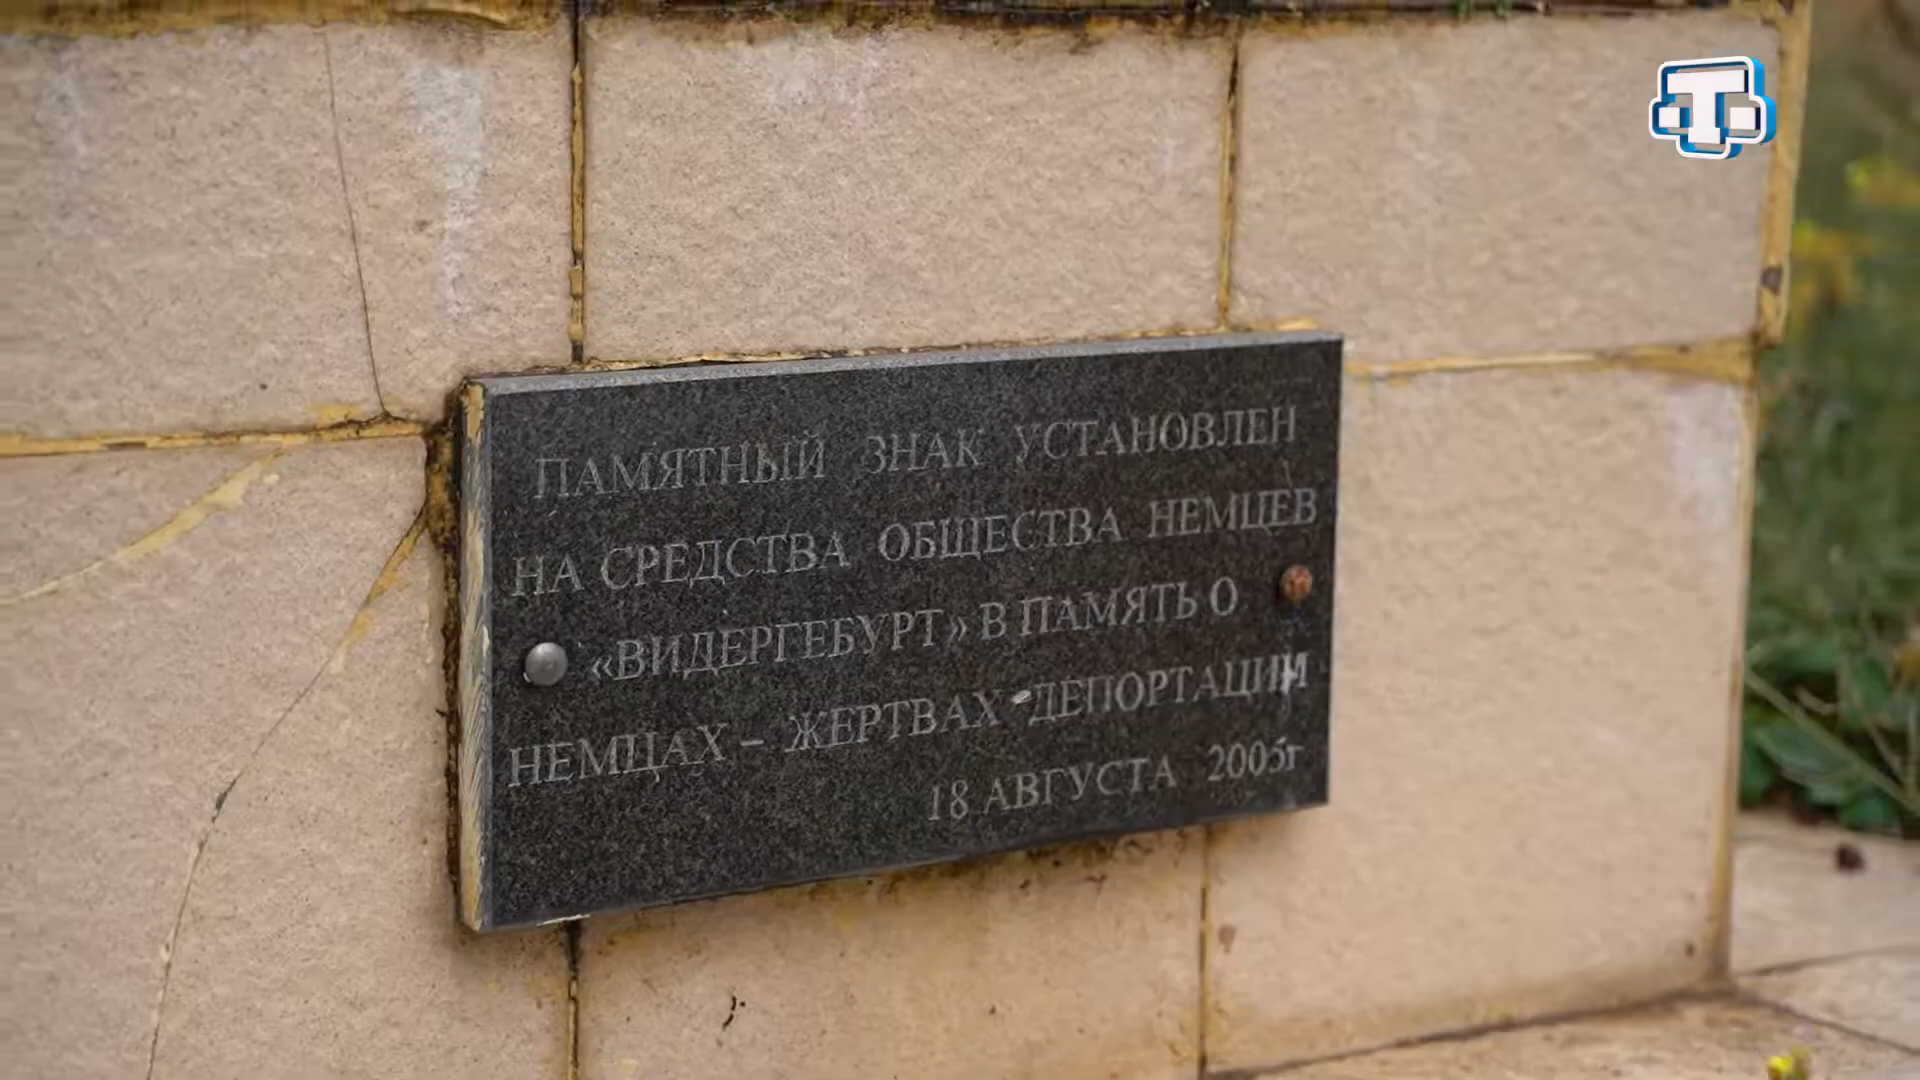 ПАМЯТНЫЙ ЗНАК УСТАНОВЛЕН
НА СРЕДСТВА ОБЩЕСТВА НЕМЦЕВ
«ВИДЕРГЕБУРТ» В ПАМЯТЬ О
НЕМЦАХ – ЖЕРТВАХ ДЕПОРТАЦИИ
18 АВГУСТА 2005г
Т